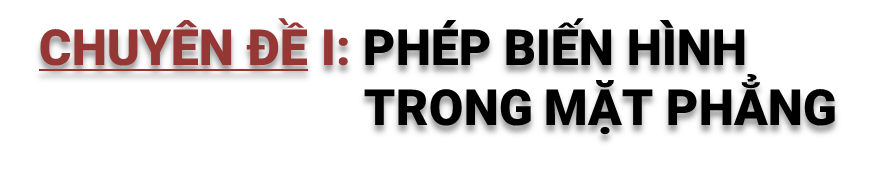 CHUYÊN ĐỀ I: PHÉP BIẾN HÌNH
TRONG MẶT PHẲNG